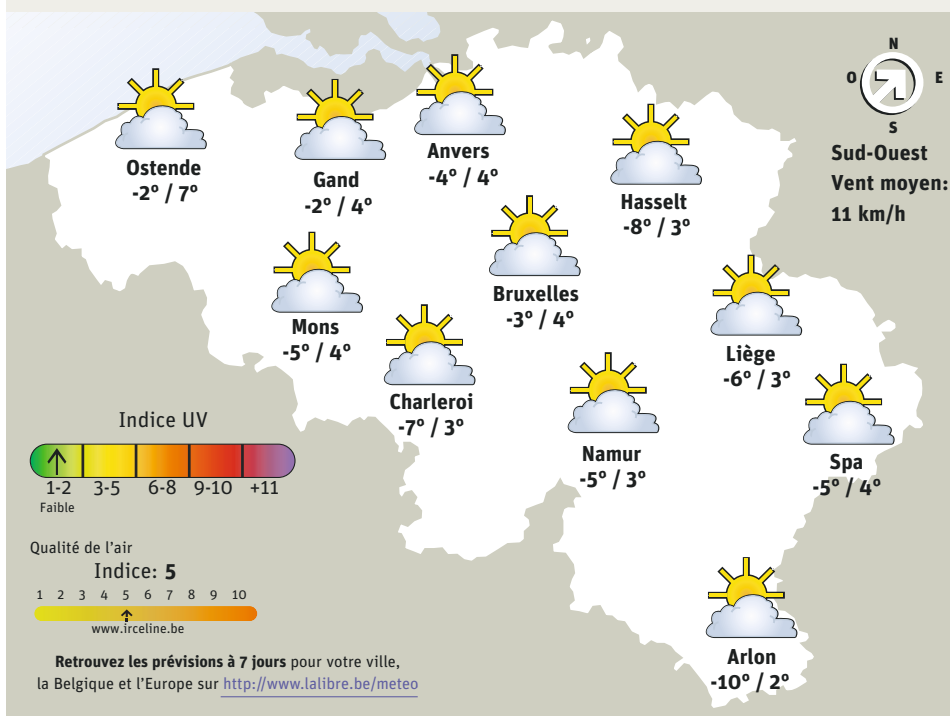 N
O E
S
Sud-Ouest
Vent moyen:
11 km/h
Ostende
-2° / 7°
Gand
-2° / 4°
Anvers
-4° / 4°
Hasselt
-8° / 3°
Bruxelles
-3° / 4°
Mons
-5° / 4°
Liège
-6° / 3°
Charleroi
-7° / 3°
Namur
-5° / 3°
Spa
-5° / 4°
Arlon
-10° / 2°
Indice UV
1-2 3-5 6-8 9-10 +11
Faible
Qualité de l'air
Indice: 5
1 2 3 4 5 6 7 8 9 10
www.irceline.be
Retrouvez les prévisions à 7 jours pour votre ville,
la Belgique et l'Europe sur http://www.lalibre.be/meteo